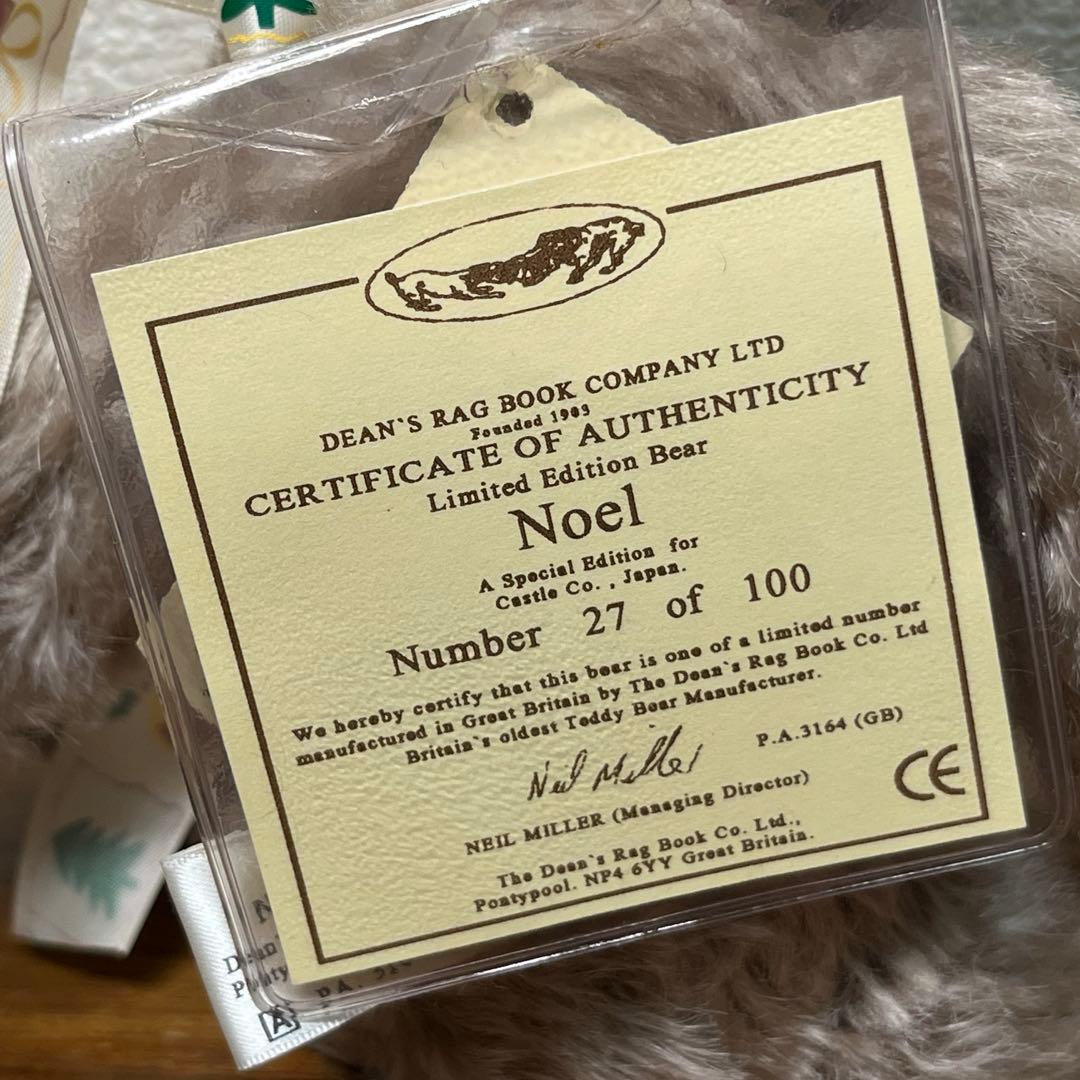 DEAN'S RAG BOOK COMPANY LTD
Founded 1903
CERTIFICATE OF AUTHENTICITY
Limited Edition Bear
Noel
A Special Edition for
Castle Co., Japan.
Number 27 of 100
We hereby certify that this bear is one of a limited number
manufactured in Great Britain by The Dean's Rag Book Co. Ltd
Britain's oldest Teddy Bear Manufacturer.
Neil Miller
P.A.3164 (GB)
NEIL MILLER (Managing Director)
CE
The Dean's Rag Book Co. Ltd.,
Pontypool. NP4 6YY Great Britain.